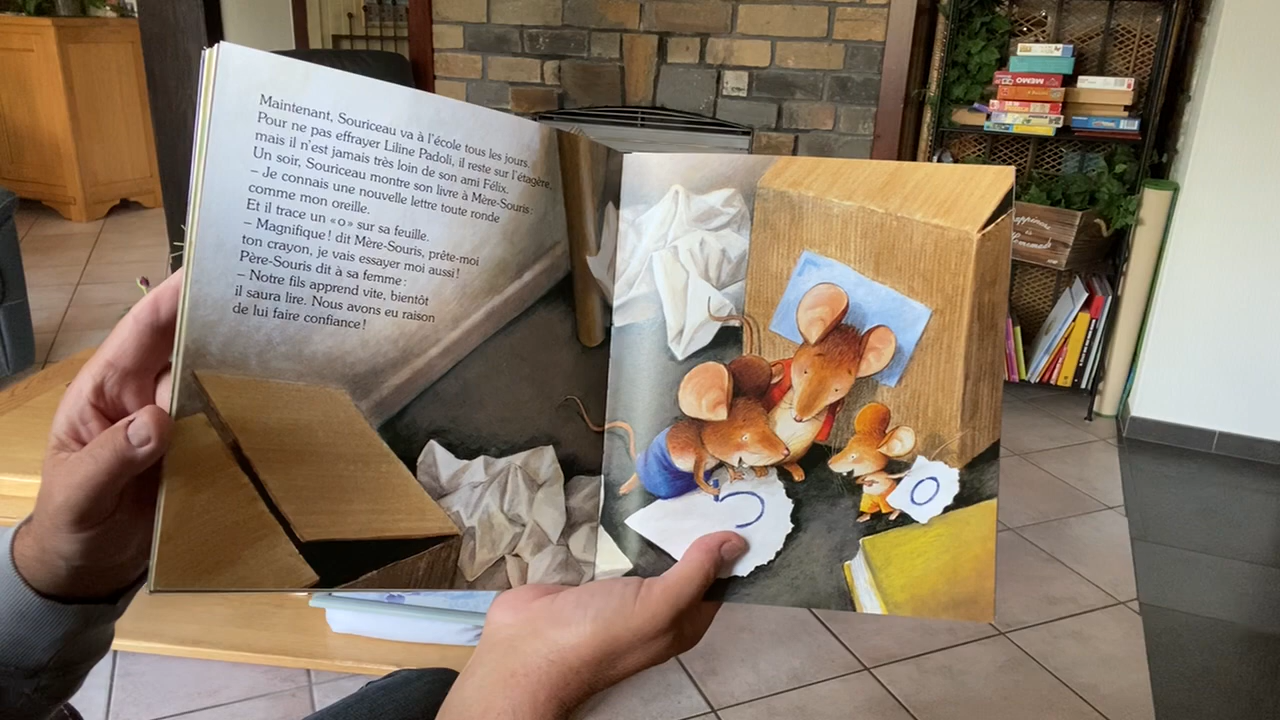 Maintenant, Souriceau va à l'école tous les jours.
Pour ne pas effrayer Liline Padoli, il reste sur l'étagère,
mais il n'est jamais très loin de son ami Félix.
Un soir, Souriceau montre son livre à Mère-Souris :
– Je connais une nouvelle lettre toute ronde
comme mon oreille.
Et il trace un «o» sur sa feuille.
– Magnifique ! dit Mère-Souris, prête-moi
ton crayon, je vais essayer moi aussi !
Père-Souris dit à sa femme :
– Notre fils apprend vite, bientôt
il saura lire. Nous avons eu raison
de lui faire confiance !
o
MEMO
Happiness
is
Homemade